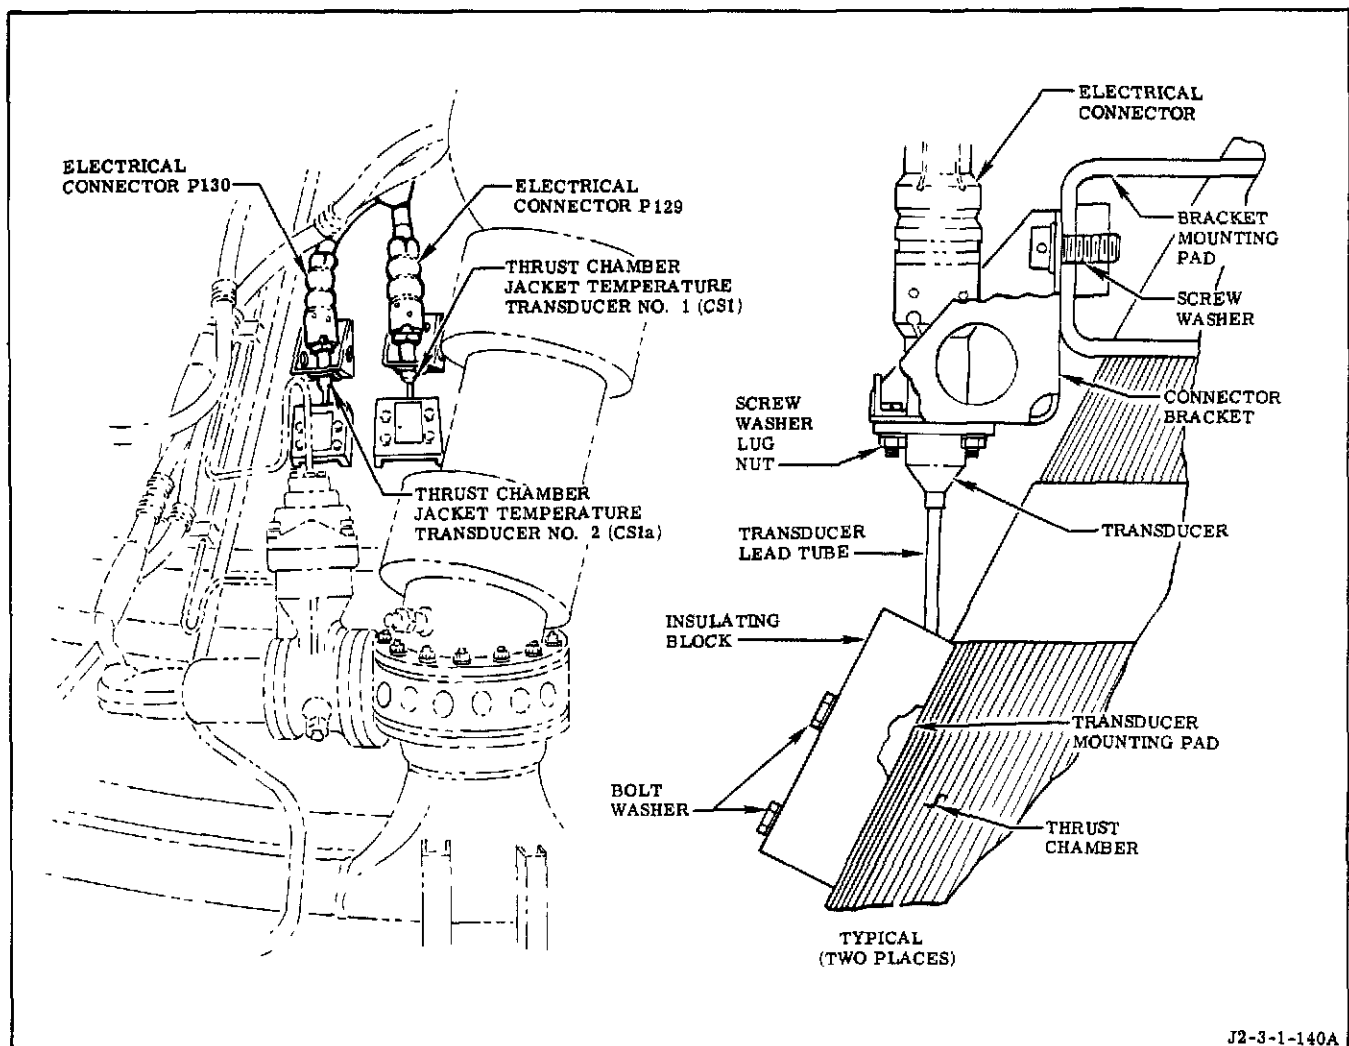 ELECTRICAL
CONNECTOR P130
ELECTRICAL
CONNECTOR P129
THRUST CHAMBER
JACKET TEMPERATURE
TRANSDUCER NO. 1 (CS1)
THRUST CHAMBER
JACKET TEMPERATURE
TRANSDUCER NO. 2 (CS1a)
ELECTRICAL
CONNECTOR
BRACKET
MOUNTING
PAD
SCREW
WASHER
CONNECTOR
BRACKET
SCREW
WASHER
LUG
NUT
TRANSDUCER
TRANSDUCER
LEAD TUBE
INSULATING
BLOCK
TRANSDUCER
MOUNTING PAD
BOLT
WASHER
THRUST
CHAMBER
TYPICAL
(TWO PLACES)
J2-3-1-140A